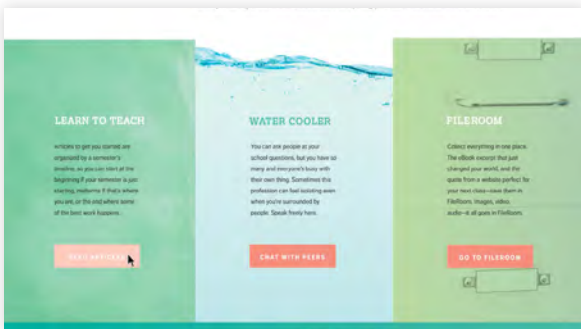 LEARN TO TEACH
Articles to get you started are
organized by a semester's
timeline, so you can start at the
beginning if your semester is just
starting, midterms if that's where
you are, or the end where some
of the best work happens.
WATER COOLER
You can ask people at your
school questions, but you have so
many and everyone's busy with
their own thing. Sometimes this
profession can feel isolating even
when you're surrounded by
people. Speak freely here.
CHAT WITH PEERS
FILEROOM
Collect everything in one place.
The eBook excerpt that just
changed your world, and the
quote from a website perfect for
your next class—save them in
FileRoom. Images, video,
audio—it all goes in FileRoom.
GO TO FILEROOM